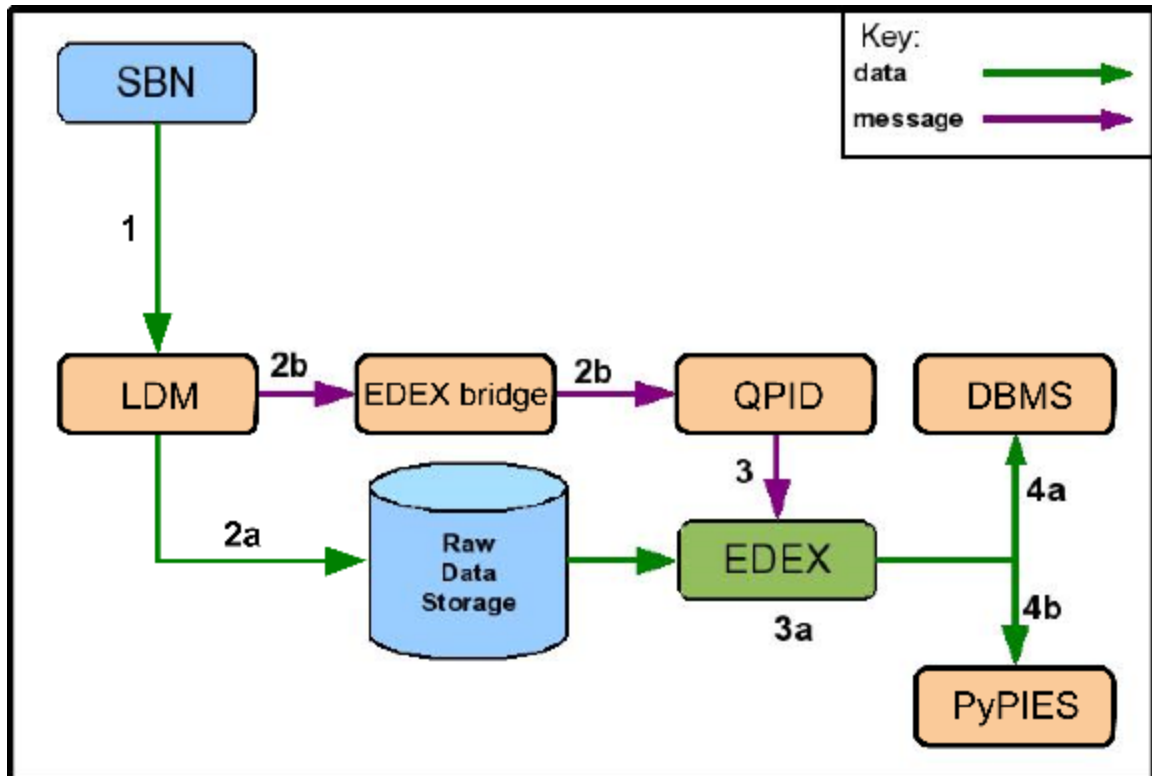 SBN
Key:
data
message
1
LDM
2b
EDEX bridge
2b
QPID
DBMS
3
4a
2a
Raw
Data
Storage
EDEX
3a
4b
PyPIES